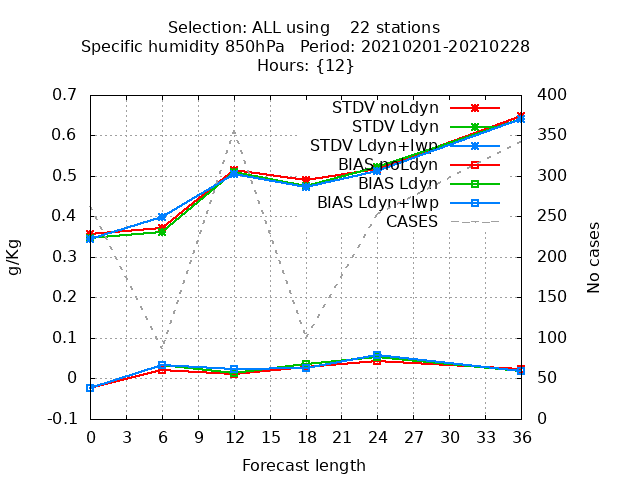 Selection: ALL using    22 stations
Specific humidity 850hPa   Period: 20210201-20210228
Hours: {12}
0.7
0.6
0.5
0.4
0.3
0.2
0.1
0
-0.1
g/Kg
STDV noLdyn
STDV Ldyn
STDV Ldyn+lwp
BIAS noLdyn
BIAS Ldyn
BIAS Ldyn+lwp
CASES
400
350
300
250
200
150
100
50
0
No cases
0 3 6 9 12 15 18 21 24 27 30 33 36
Forecast length